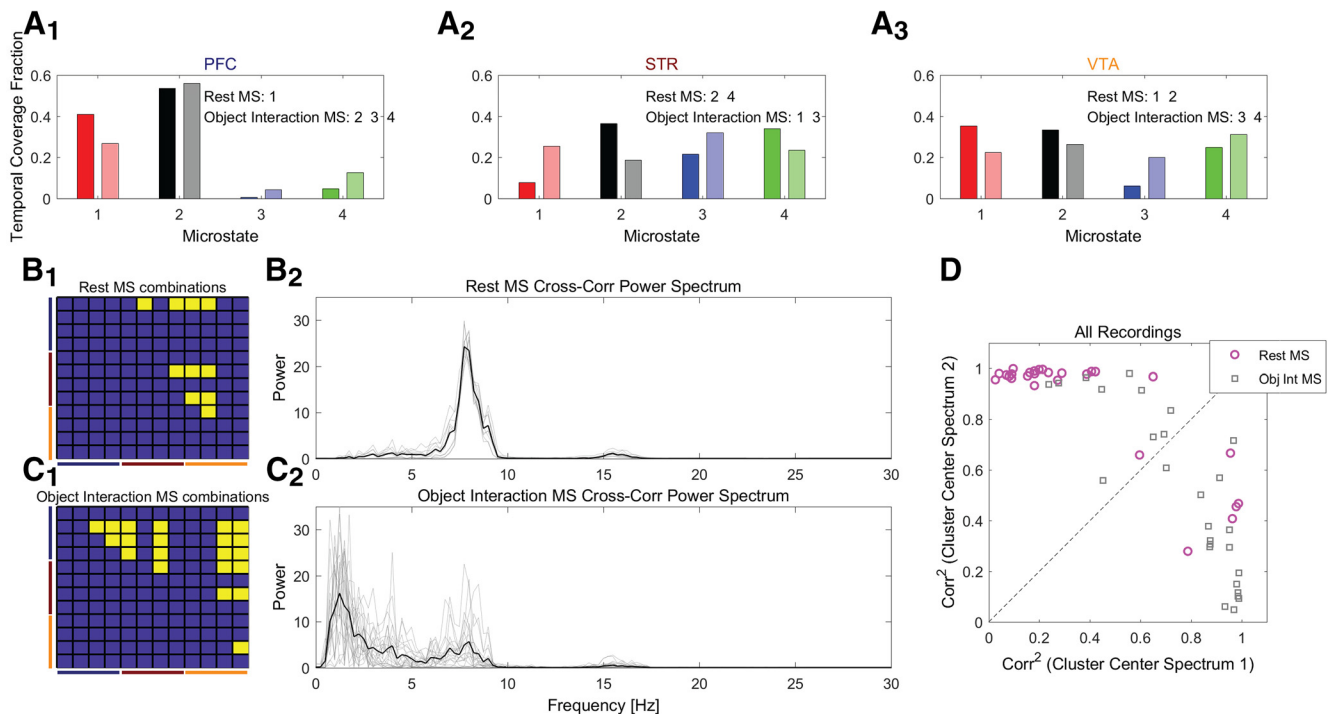 A1
A2
A3
PFC
STR
VTA
Temporal Coverage Fraction
0.6
0.4
0.2
0
Rest MS: 1
Object Interaction MS: 2 3 4
1 2 3 4
Microstate
0.6
0.4
0.2
0
Rest MS: 2 4
Object Interaction MS: 1 3
1 2 3 4
Microstate
0.6
0.4
0.2
0
Rest MS: 1 2
Object Interaction MS: 3 4
1 2 3 4
Microstate
B1
Rest MS combinations
B2
Rest MS Cross-Corr Power Spectrum
Power
30
20
10
0
0 5 10 15 20 25 30
C1
Object Interaction MS combinations
C2
Object Interaction MS Cross-Corr Power Spectrum
Power
30
20
10
0
0 5 10 15 20 25 30
Frequency [Hz]
D
All Recordings
Rest MS
Obj Int MS
Corr2 (Cluster Center Spectrum 2)
1
0.8
0.6
0.4
0.2
0
0 0.2 0.4 0.6 0.8 1
Corr2 (Cluster Center Spectrum 1)